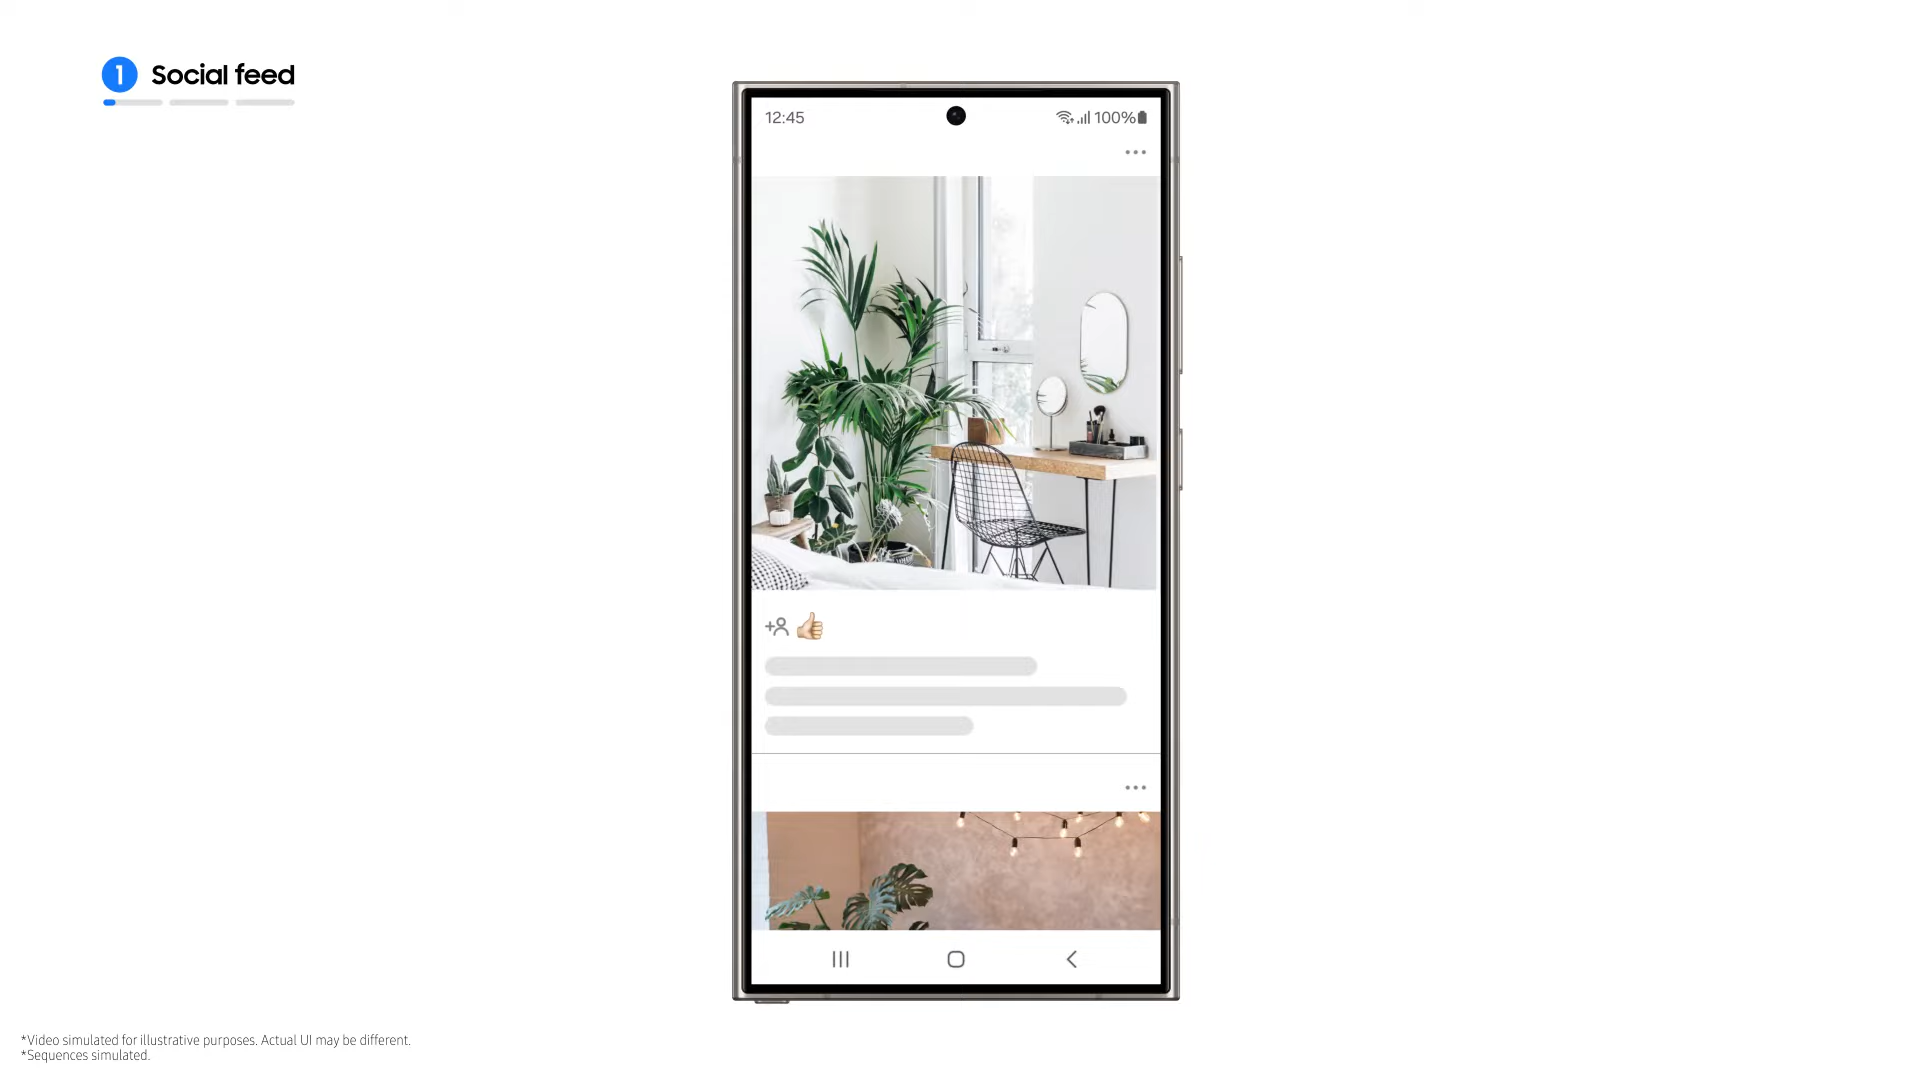 1 Social feed
12:45
100%
*Video simulated for illustrative purposes. Actual UI may be different.
*Sequences simulated.